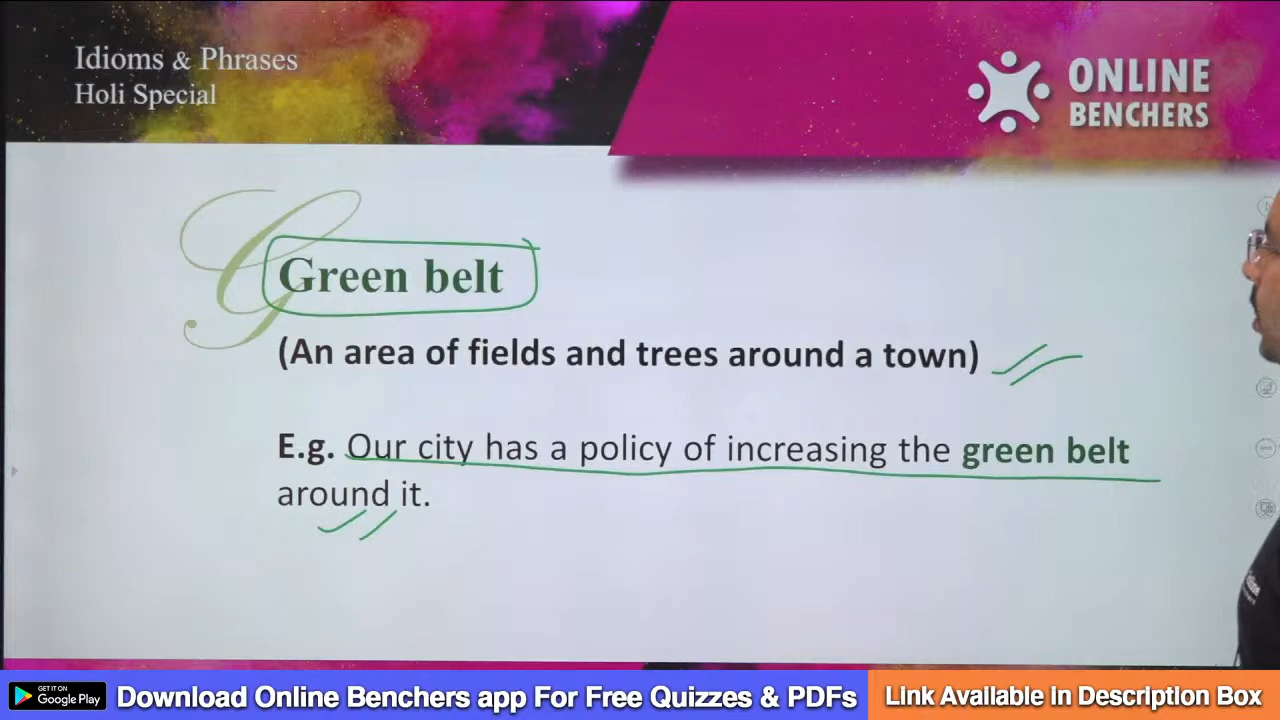 Idioms & Phrases
Holi Special
ONLINE
BENCHERS
G
Green belt
(An area of fields and trees around a town)
E.g. Our city has a policy of increasing the green belt
around it.
GET IT ON
Google Play
Download Online Benchers app For Free Quizzes & PDFs
Link Available In Description Box